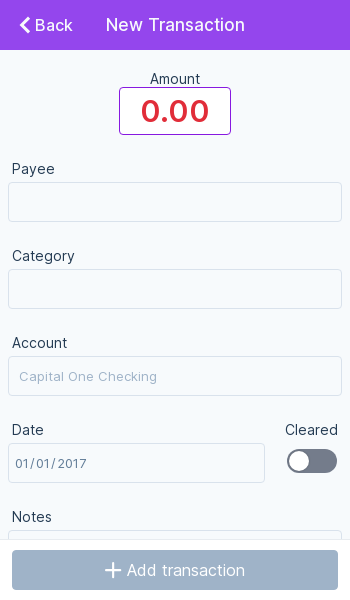 Back New Transaction
Amount
0.00
Payee
Category
Account
Capital One Checking
Date Cleared
01/01/2017
Notes
Add transaction